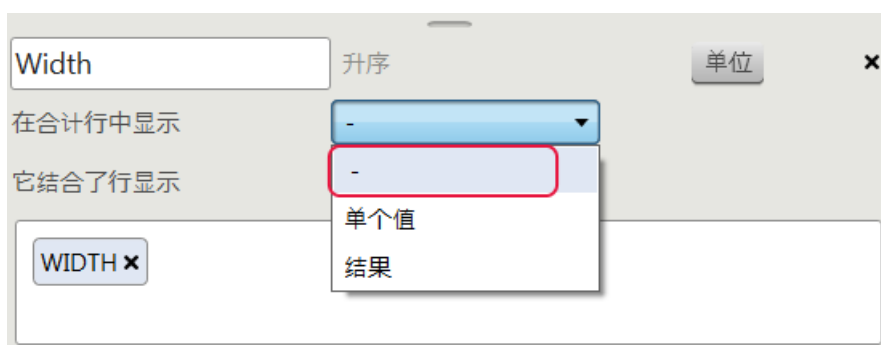 Width 升序 单位 ×
在合计行中显示 -
-
它结合了行显示
单个值
WIDTH ×
结果